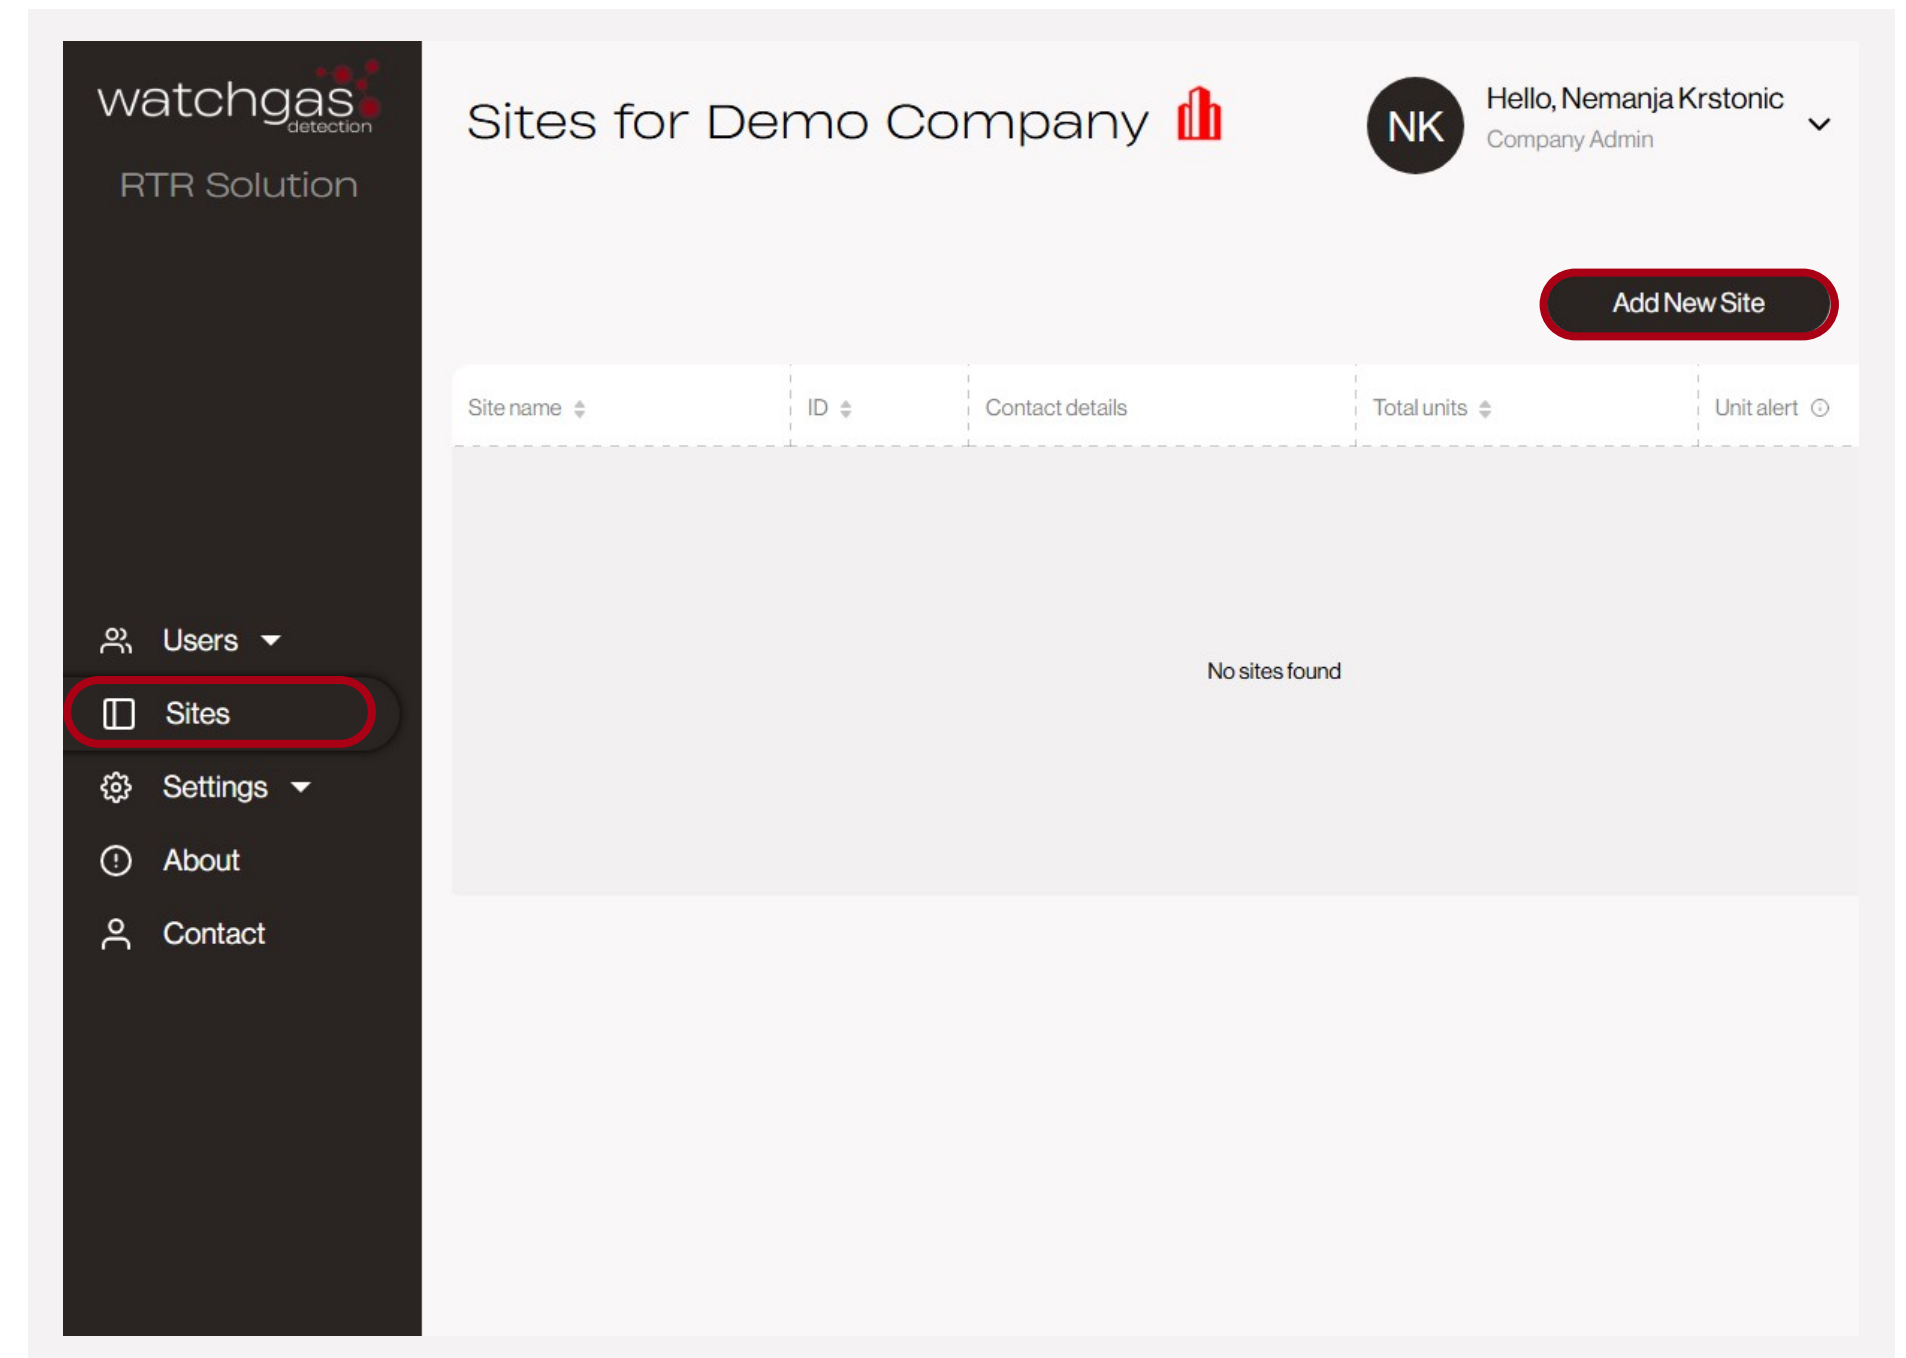 watchgas
detection
RTR Solution
Users
Sites
Settings
About
Contact
Sites for Demo Company
NK
Hello, Nemanja Krstonic
Company Admin
Add New Site
Site name
ID
Contact details
Total units
Unit alert
No sites found